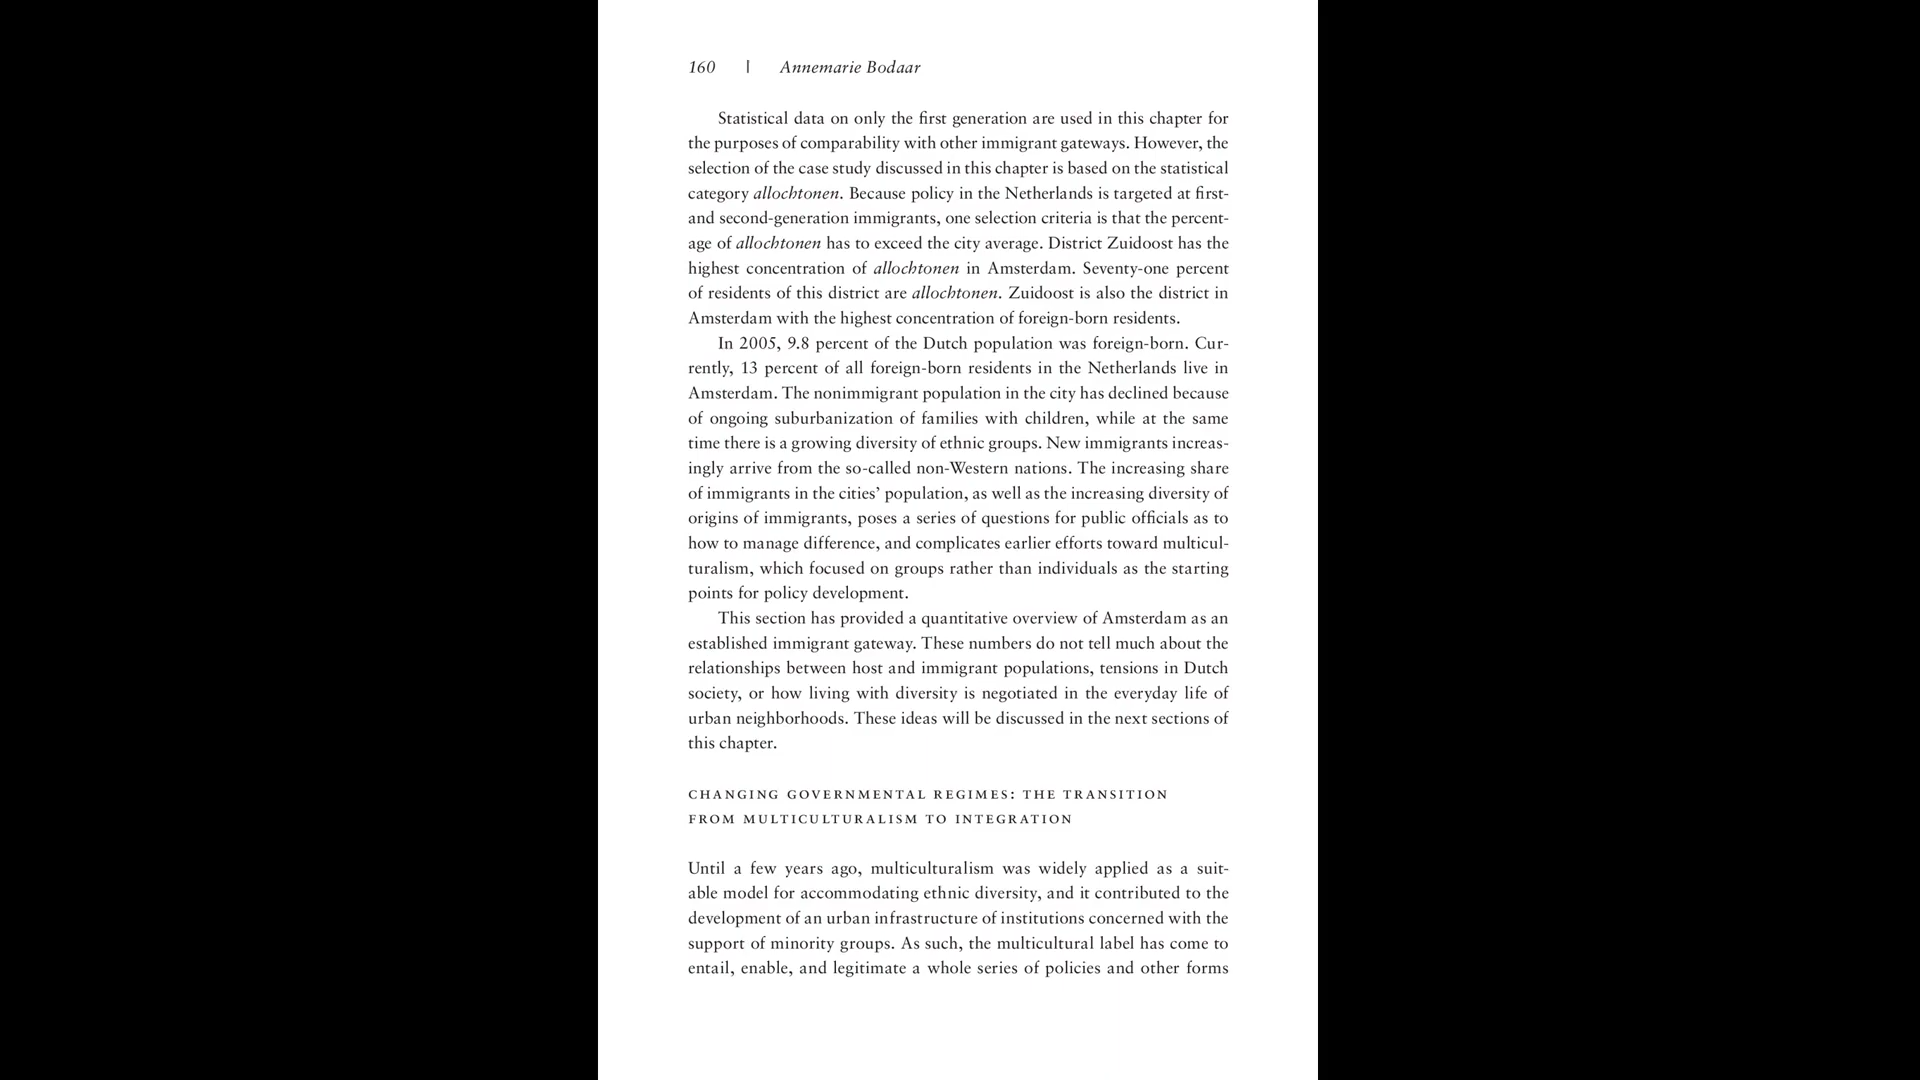 160 | Annemarie Bodaar
Statistical data on only the first generation are used in this chapter for
the purposes of comparability with other immigrant gateways. However, the
selection of the case study discussed in this chapter is based on the statistical
category allochtonen. Because policy in the Netherlands is targeted at first-
and second-generation immigrants, one selection criteria is that the percent-
age of allochtonen has to exceed the city average. District Zuidoost has the
highest concentration of allochtonen in Amsterdam. Seventy-one percent
of residents of this district are allochtonen. Zuidoost is also the district in
Amsterdam with the highest concentration of foreign-born residents.
In 2005, 9.8 percent of the Dutch population was foreign-born. Cur-
rently, 13 percent of all foreign-born residents in the Netherlands live in
Amsterdam. The nonimmigrant population in the city has declined because
of ongoing suburbanization of families with children, while at the same
time there is a growing diversity of ethnic groups. New immigrants increas-
ingly arrive from the so-called non-Western nations. The increasing share
of immigrants in the cities’ population, as well as the increasing diversity of
origins of immigrants, poses a series of questions for public officials as to
how to manage difference, and complicates earlier efforts toward multicul-
turalism, which focused on groups rather than individuals as the starting
points for policy development.
This section has provided a quantitative overview of Amsterdam as an
established immigrant gateway. These numbers do not tell much about the
relationships between host and immigrant populations, tensions in Dutch
society, or how living with diversity is negotiated in the everyday life of
urban neighborhoods. These ideas will be discussed in the next sections of
this chapter.
CHANGING GOVERNMENTAL REGIMES: THE TRANSITION
FROM MULTICULTURALISM TO INTEGRATION
Until a few years ago, multiculturalism was widely applied as a suit-
able model for accommodating ethnic diversity, and it contributed to the
development of an urban infrastructure of institutions concerned with the
support of minority groups. As such, the multicultural label has come to
entail, enable, and legitimate a whole series of policies and other forms